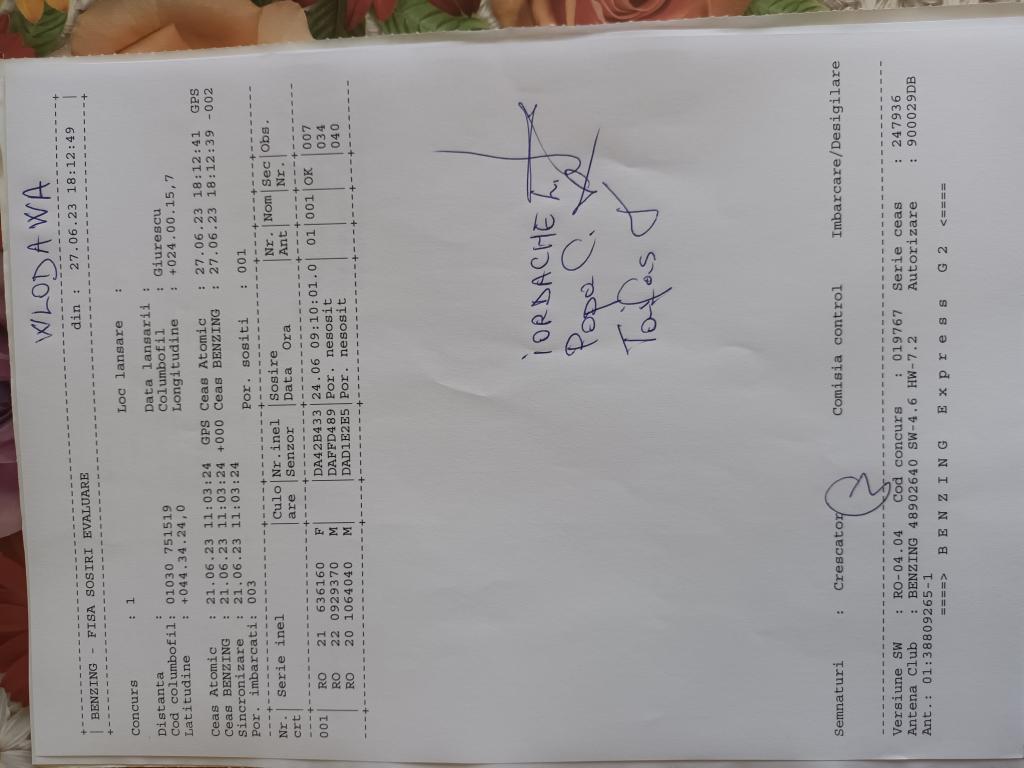 WLODAWA
+-----------------------------------------------------------------------------+
| BENZING - FISA SOSIRI EVALUARE din : 27.06.23 18:12:49 |
+-----------------------------------------------------------------------------+
Concurs : 1 Loc lansare :
Distanta : Data lansarii :
Cod columbofil: 01030 751519 Columbofil : Giurescu
Latitudine : +044.34.24,0 Longitudine : +024.00.15,7
Ceas Atomic : 21.06.23 11:03:24 GPS Ceas Atomic : 27.06.23 18:12:41 GPS
Ceas BENZING : 21.06.23 11:03:24 +000 Ceas BENZING : 27.06.23 18:12:39 -002
Sincronizare : 21.06.23 11:03:24
Por. imbarcati: 003 Por. sositi : 001
Nr.| Serie inel |Culo|Nr.inel |Sosire |Nr. |Nom|Sec|Obs.
crt| |are |Senzor |Data Ora |Ant | |Nr.|
001| RO 21 636160 F| |DA42B433|24.06 09:10:01.0| 01|001|OK |007
RO 22 0929370 M| |DAFFD489|Por. nesosit | | | |034
RO 20 1064040 M| |DAD1E2E5|Por. nesosit | | | |040
iORDACHE
Popa C.
Semnaturi : Crescator Comisia control Imbarcare/Desigilare
Versiune SW : RO-04.04 Cod concurs : 019767 Serie ceas : 247936
Antena Club : BENZING 48902640 SW-4.6 HW-7.2 Autorizare : 900029DB
Ant.: 01:38809265-1
====> B E N Z I N G E x p r e s s G 2 <====